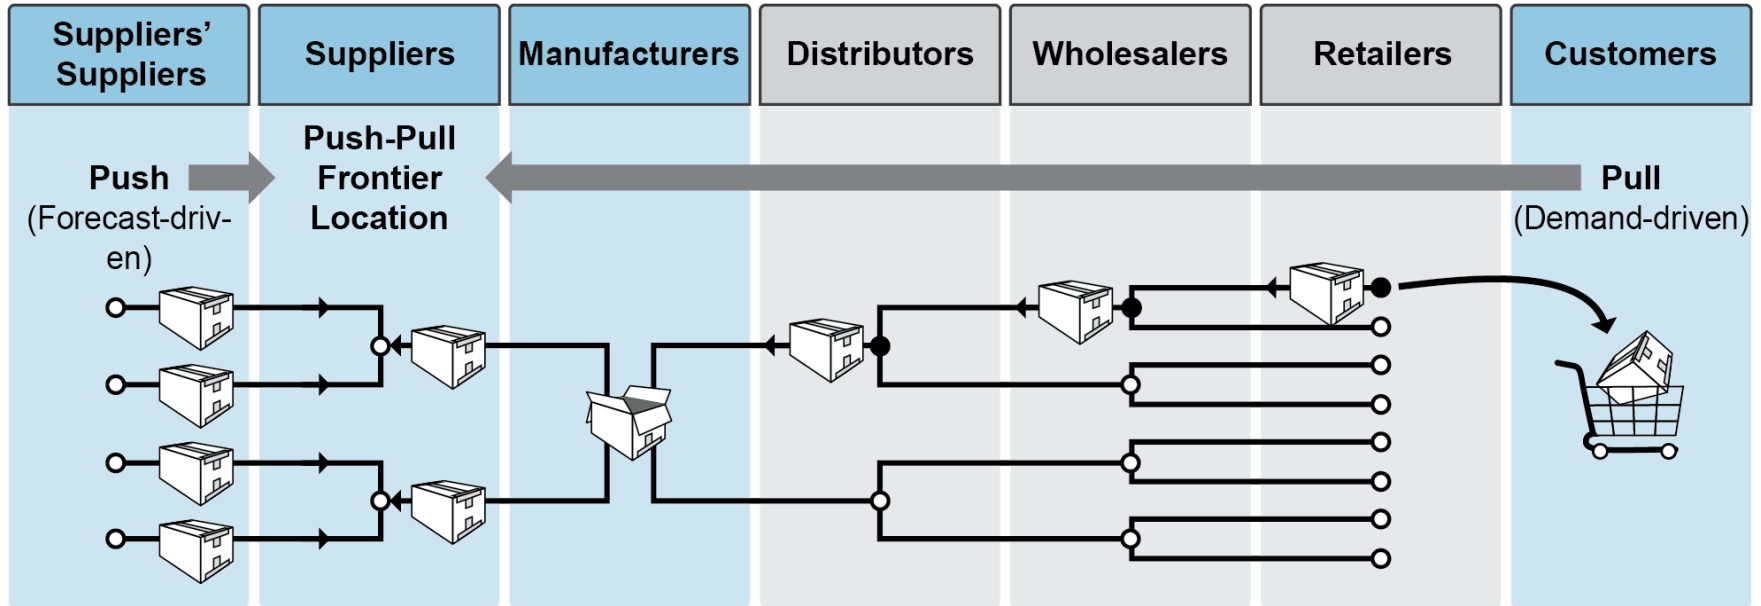 Suppliers’
Suppliers
Suppliers
Manufacturers
Distributors
Wholesalers
Retailers
Customers
Push
(Forecast-driv-
en)
Push-Pull
Frontier
Location
Pull
(Demand-driven)